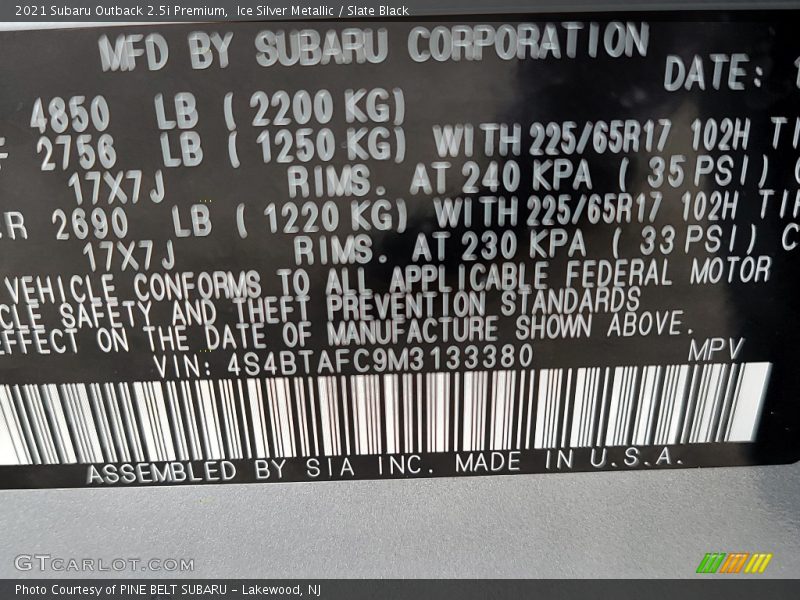 2021 Subaru Outback 2.5i Premium, Ice Silver Metallic / Slate Black
MFD BY SUBARU CORPORATION
DATE:
4850 LB ( 2200 KG)
2756 LB ( 1250 KG) WITH 225/65R17 102H
17X7J RIMS. AT 240 KPA ( 35 PSI)
2690 LB ( 1220 KG) WITH 225/65R17 102H
17X7J RIMS. AT 230 KPA ( 33 PSI)
VEHICLE CONFORMS TO ALL APPLICABLE FEDERAL MOTOR
SAFETY AND THEFT PREVENTION STANDARDS
ON THE DATE OF MANUFACTURE SHOWN ABOVE.
VIN: 4S4BTAFC9M3133380 MPV
ASSEMBLED BY SIA INC. MADE IN U.S.A.
GTCARLOT.COM
Photo Courtesy of PINE BELT SUBARU - Lakewood, NJ